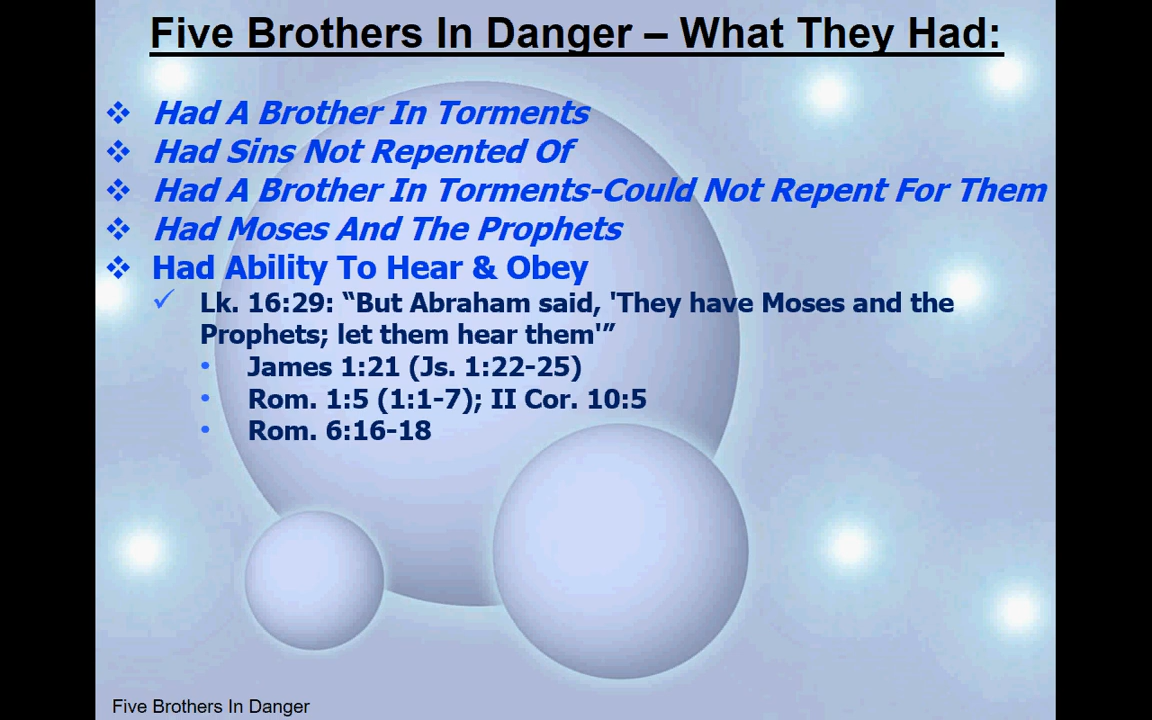 Five Brothers In Danger – What They Had:
❖ Had A Brother In Torments
❖ Had Sins Not Repented Of
❖ Had A Brother In Torments-Could Not Repent For Them
❖ Had Moses And The Prophets
❖ Had Ability To Hear & Obey
✓ Lk. 16:29: “But Abraham said, 'They have Moses and the
Prophets; let them hear them'”
• James 1:21 (Js. 1:22-25)
• Rom. 1:5 (1:1-7); II Cor. 10:5
• Rom. 6:16-18
Five Brothers In Danger